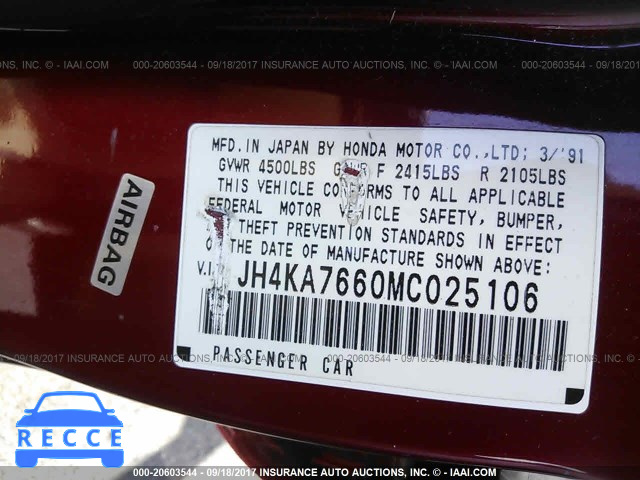 000-20603544 - 09/18/2017 INSURANCE AUTO AUCTIONS, INC. - © IAAI.COM
MFD.IN JAPAN BY HONDA MOTOR CO.,LTD; 3/'91
GVWR 4500LBS F 2415LBS R 2105LBS
THIS VEHICLE TO ALL APPLICABLE
FEDERAL MOTOR VEHICLE SAFETY, BUMPER,
THEFT PREVENTION STANDARDS IN EFFECT
THE DATE OF MANUFACTURE SHOWN ABOVE:
V.I. JH4KA7660MC025106
PASSENGER CAR
AIRBAG
000-20603544 - 09/18/2017 INSURANCE AUTO AUCTIONS, INC. - © IAAI.COM
RECCE
000-20603544 - 09/18/2017 INSURANCE AUTO AUCTIONS, INC. - © IAAI.COM